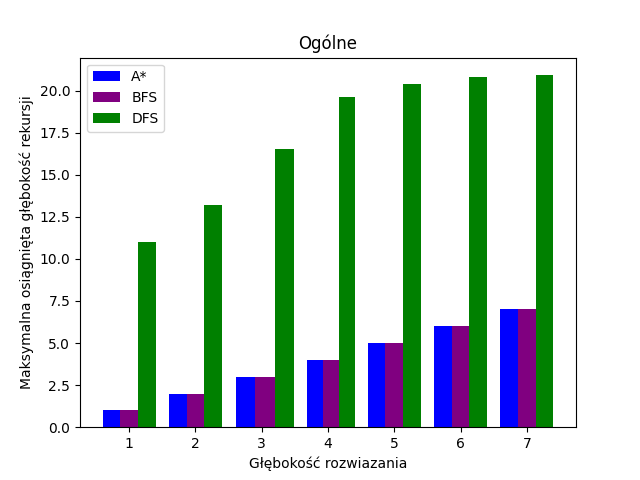 Ogólne
A*
BFS
DFS
Maksymalna osiągnięta głębokość rekursji
20.0
17.5
15.0
12.5
10.0
7.5
5.0
2.5
0.0
1 2 3 4 5 6 7
Głębokość rozwiazania